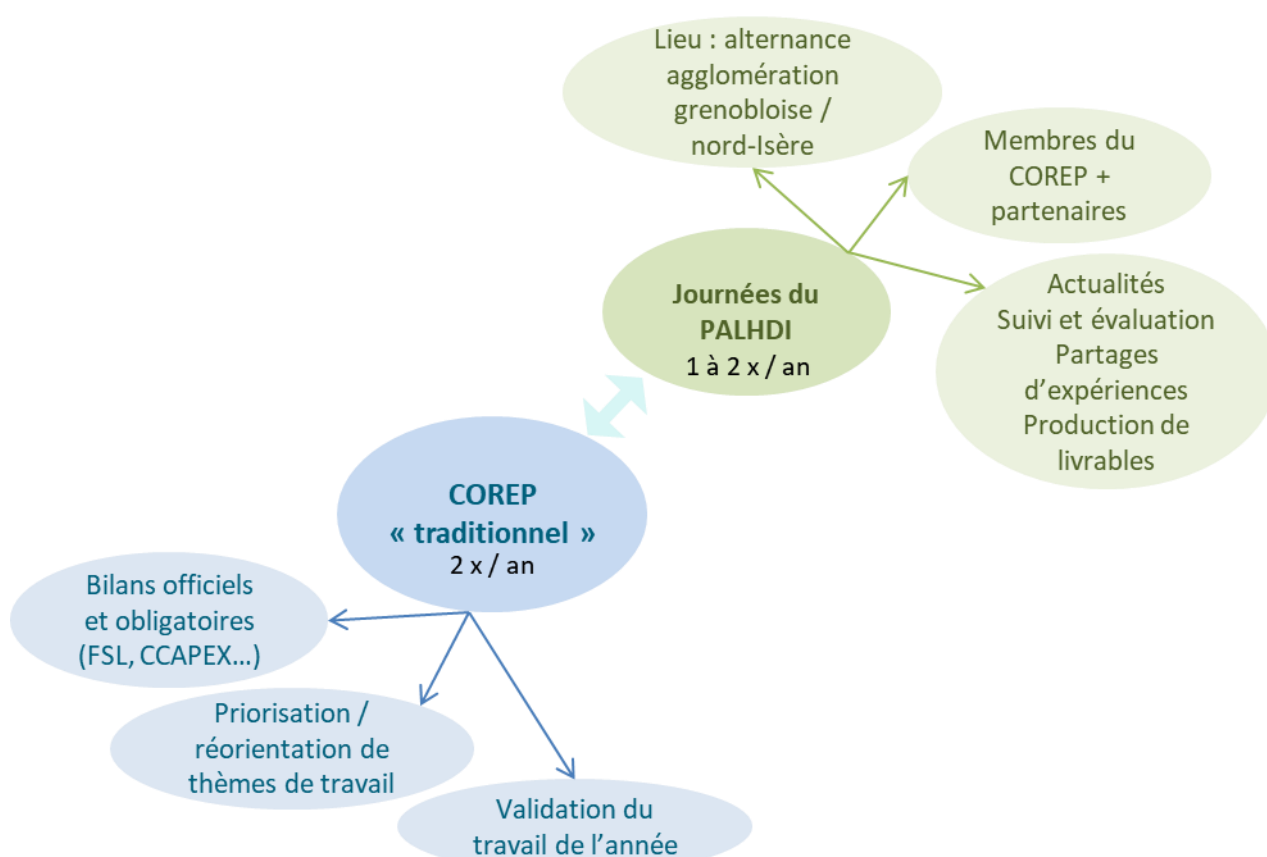 Lieu : alternance
agglomération
grenobloise /
nord-Isère
Membres du
COREP +
partenaires
Journées du
PALHDI
1 à 2 x / an
Actualités
Suivi et évaluation
Partages
d’expériences
Production de
livrables
COREP
« traditionnel »
2 x / an
Bilans officiels
et obligatoires
(FSL, CCAPEX…)
Priorisation /
réorientation de
thèmes de travail
Validation du
travail de l’année